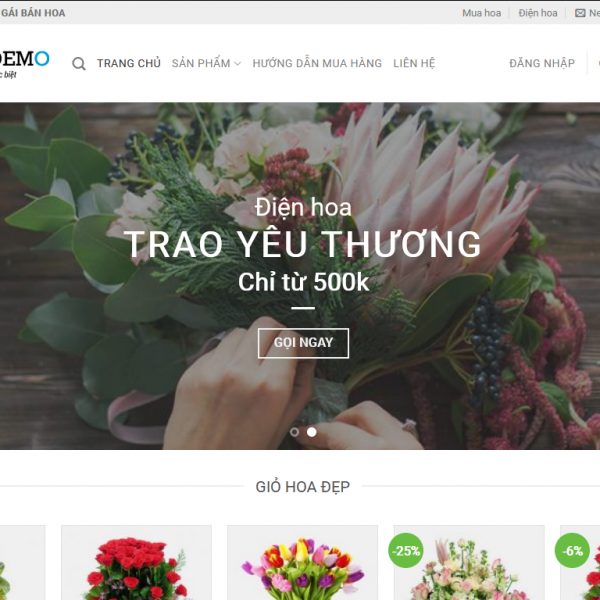 GÁI BÁN HOA
Mua hoa
Điện hoa
Ne
DEMO
TRANG CHỦ
SẢN PHẨM
HƯỚNG DẪN MUA HÀNG
LIÊN HỆ
ĐĂNG NHẬP
biệt
Điện hoa
TRAO YÊU THƯƠNG
Chỉ từ 500k
GỌI NGAY
GIỎ HOA ĐẸP
-25%
-6%